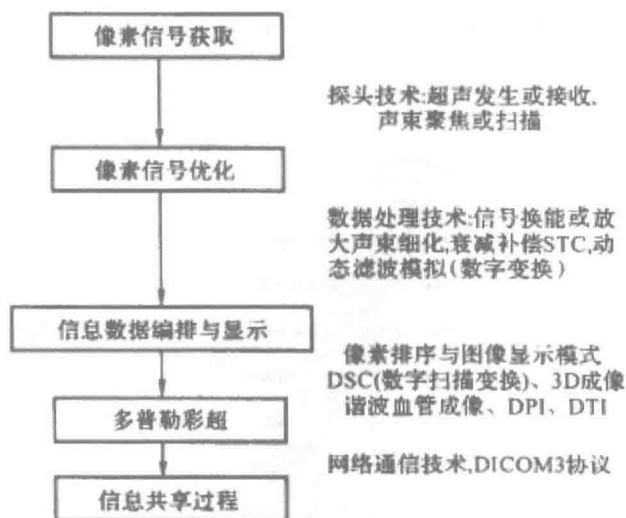 像素信号获取
探头技术:超声发生或接收,
声束聚焦或扫描
像素信号优化
数据处理技术:信号换能或放
大声束细化,衰减补偿STC,动
态滤波模拟(数字变换)
信息数据编排与显示
像素排序与图像显示模式
DSC(数字扫描变换)、3D成像
谐波血管成像、DPI、DTI
多普勒彩超
网络通信技术,DICOM3协议
信息共享过程